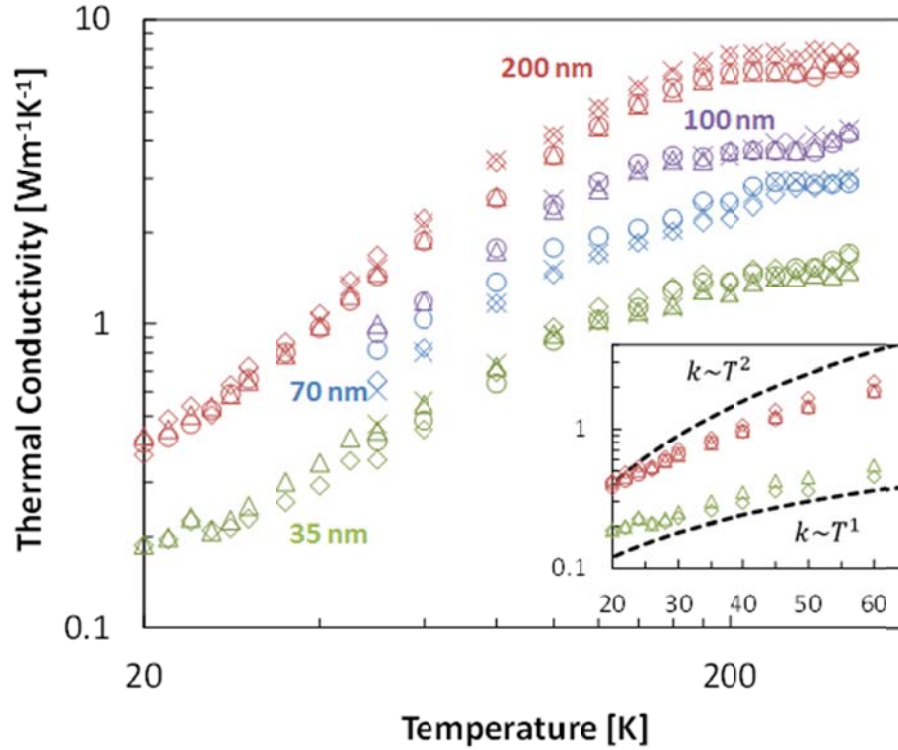 10
200 nm
100 nm
Thermal Conductivity [Wm⁻¹K⁻¹]
1
70 nm
35 nm
k~T²
1
k~T¹
0.1
20 30 40 50 60
0.1
20 200
Temperature [K]